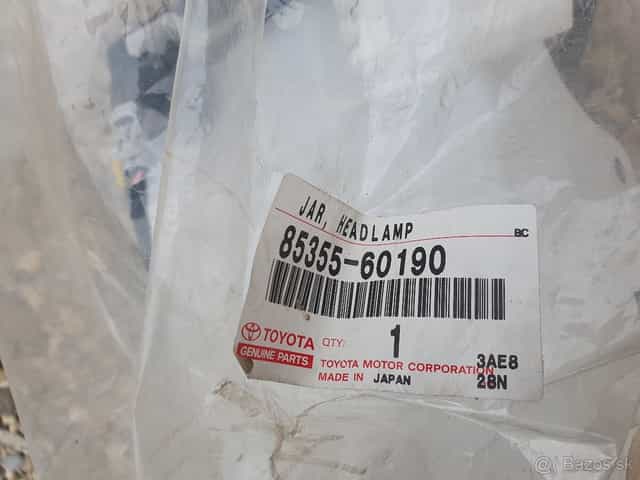 JAR, HEADLAMP
BC
85355-60190
TOYOTA
GENUINE PARTS
QTY:
1
TOYOTA MOTOR CORPORATION
MADE IN JAPAN
3AE8
28N
@ Bazos.sk